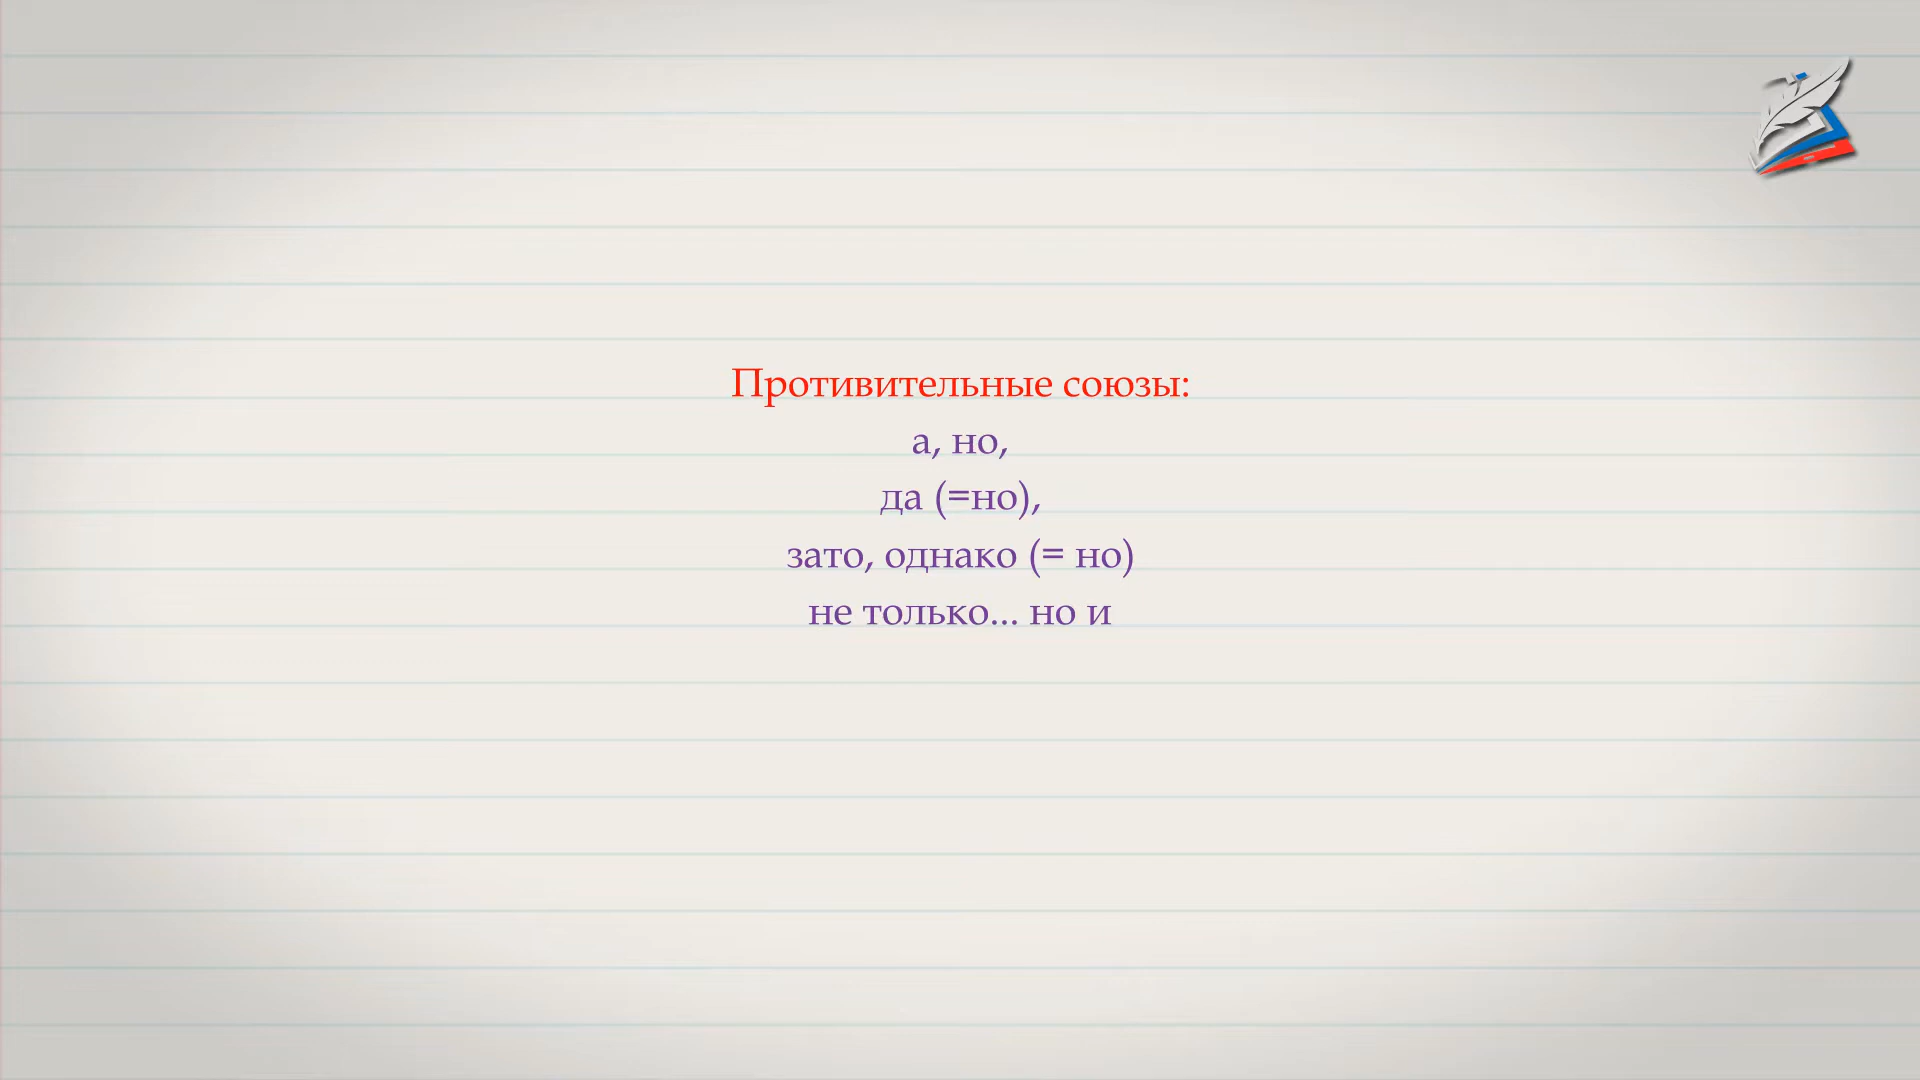 Противительные союзы:
а, но,
да (=но),
зато, однако (= но)
не только... но и